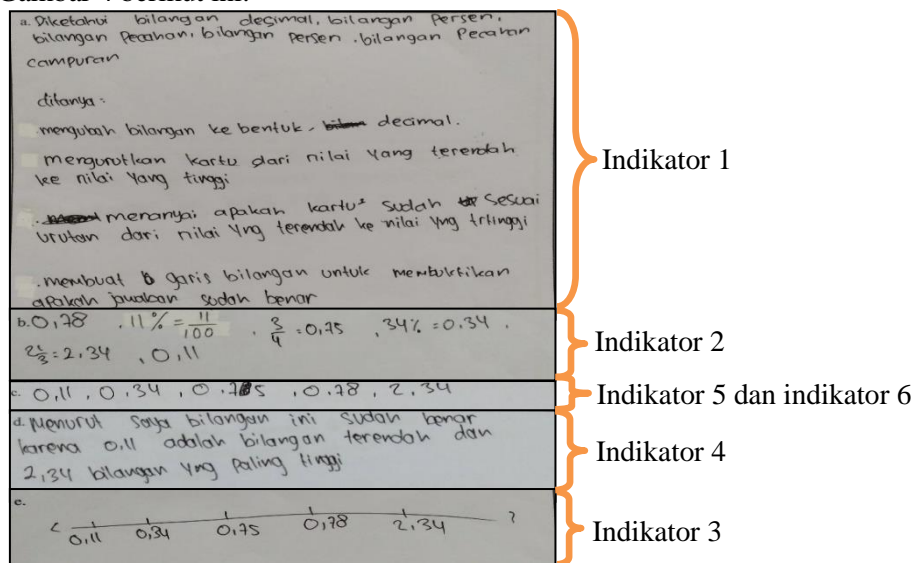 Gambar 4 berikut ini.
a. Diketahui bilangan desimal, bilangan Persen,
bilangan Pecahan, bilangan Persen . bilangan Pecahan
campuran
ditanya :
. mengubah bilangan ke bentuk decimal.
mengurutkan kartu dari nilai yang terendah
ke nilai yang tinggi
. menanyai apakah kartu² sudah Sesuai
Urutan dari nilai yng terendah ke nilai yng trtinggi
. membuat garis bilangan untuk membuktikan
apakah jawaban sudah benar
Indikator 1
b. 0,78 . 11% = 11/100 , 3/4 = 0,75 , 34% = 0.34 .
= 2,34 , 0,11
Indikator 2
c. 0,11 , 0.34 , 0.75 , 0.78 , 2,34
Indikator 5 dan indikator 6
d. Menurut saya bilangan ini sudah benar
karena 0,11 adalah bilangan terendah dan
2,34 bilangan yng paling tinggi
Indikator 4
e.
< 0,11 0,34 0,75 0,78 2,34 >
Indikator 3